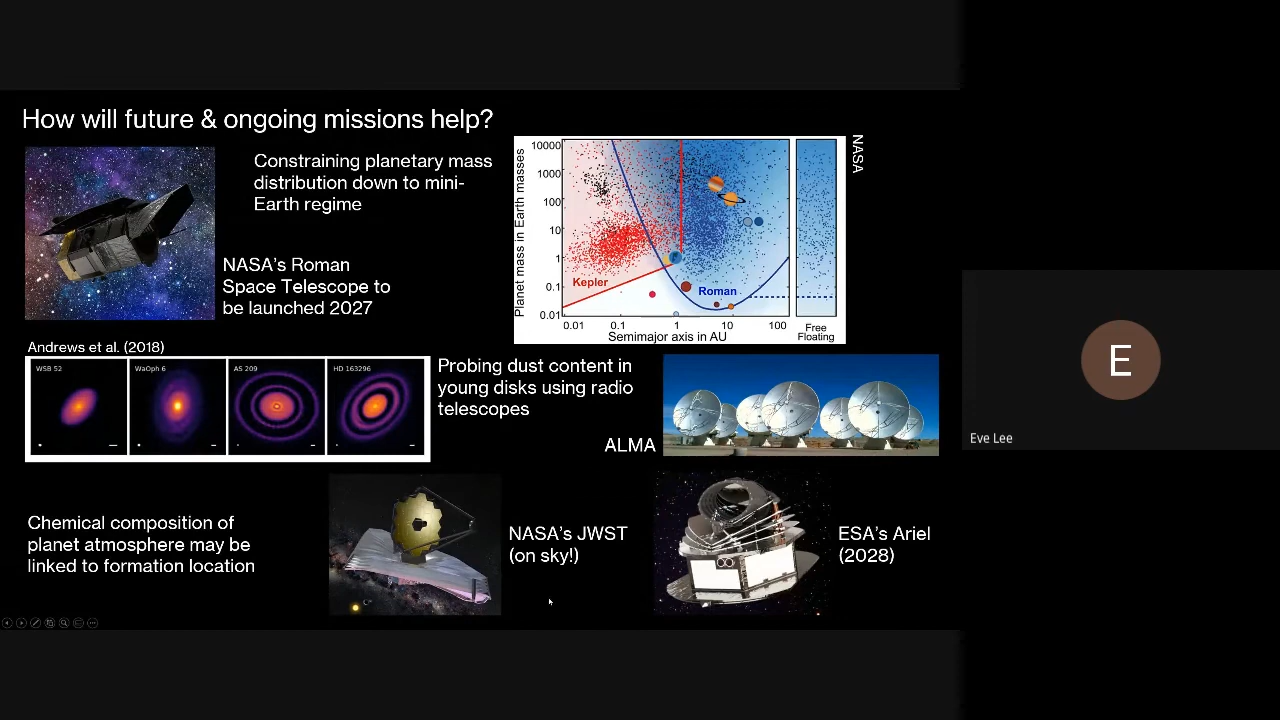 How will future & ongoing missions help?
Constraining planetary mass
distribution down to mini-
Earth regime
NASA's Roman
Space Telescope to
be launched 2027
Planet mass in Earth masses
10000
1000
100
10
1
0.1
0.01
Kepler
Roman
0.01
0.1
1
10
100
Semimajor axis in AU
Free
Floating
NASA
Andrews et al. (2018)
WSB 52
WaOph 6
AS 209
HD 163296
Probing dust content in
young disks using radio
telescopes
ALMA
Chemical composition of
planet atmosphere may be
linked to formation location
NASA's JWST
(on sky!)
ESA's Ariel
(2028)
E
Eve Lee